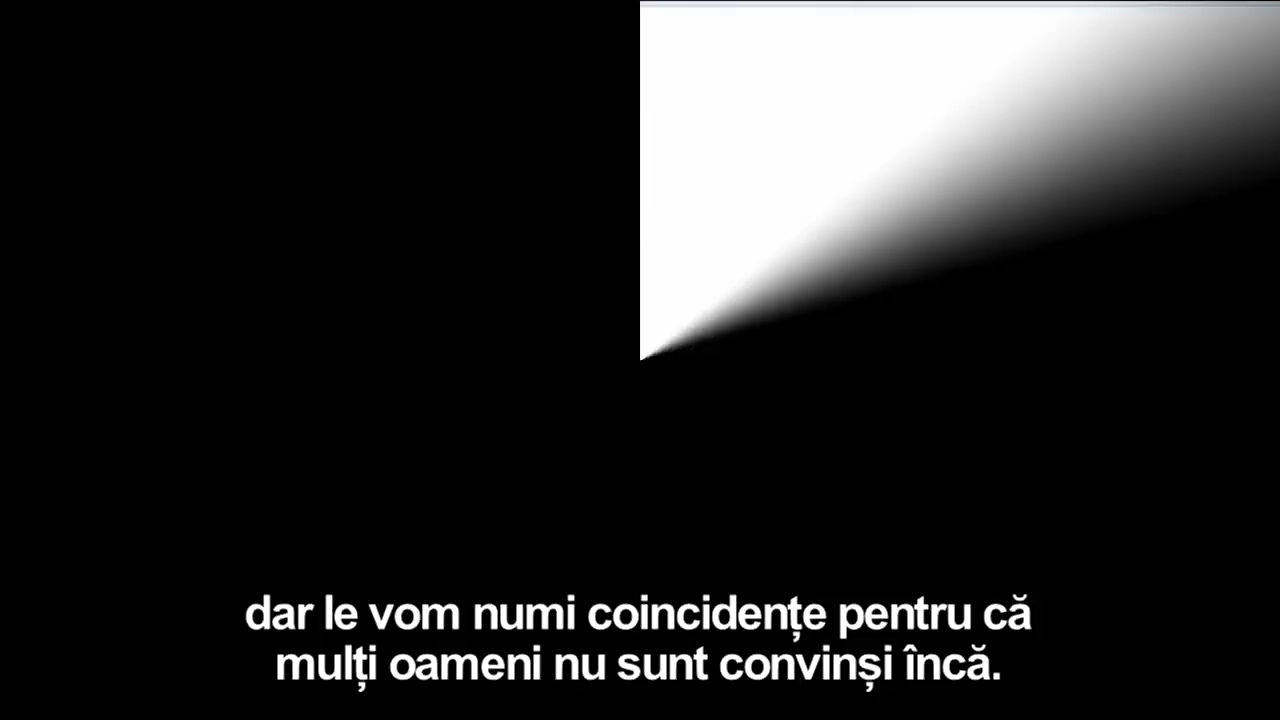 dar le vom numi coincidențe pentru că
mulți oameni nu sunt convinși încă.